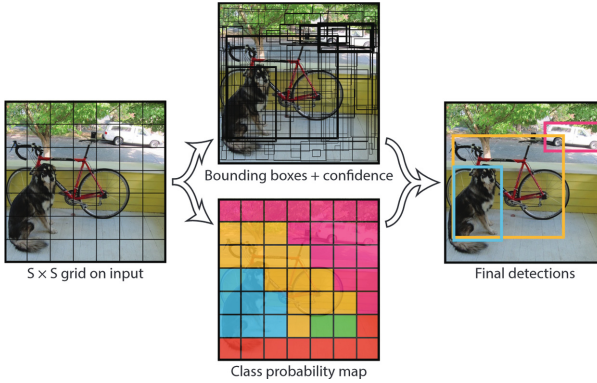 Bounding boxes + confidence
S × S grid on input
Final detections
Class probability map